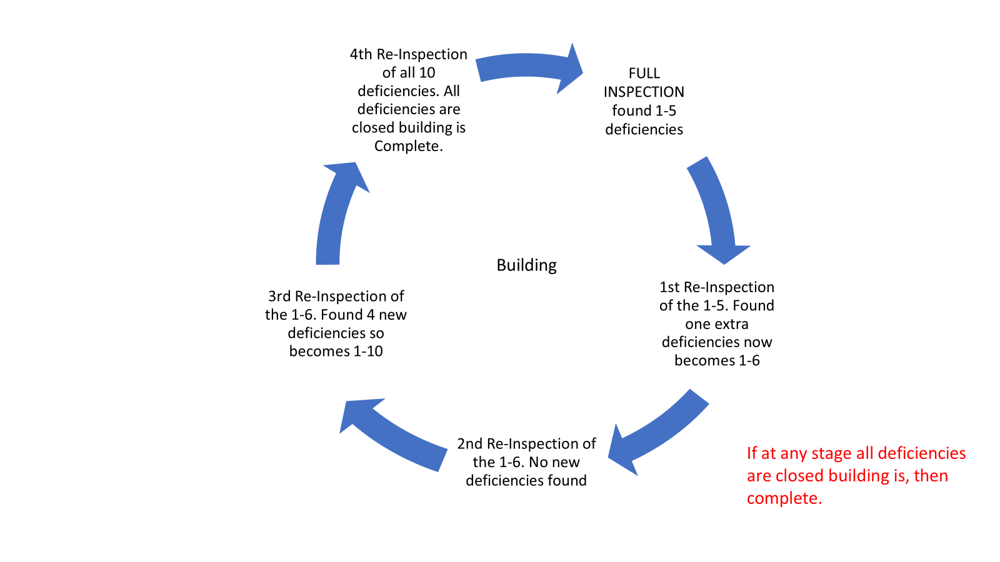 FULL
INSPECTION
found 1-5
deficiencies
1st Re-Inspection
of the 1-5. Found
one extra
deficiencies now
becomes 1-6
2nd Re-Inspection of
the 1-6. No new
deficiencies found
3rd Re-Inspection of
the 1-6. Found 4 new
deficiencies so
becomes 1-10
4th Re-Inspection
of all 10
deficiencies. All
deficiencies are
closed building is
Complete.
Building
If at any stage all deficiencies
are closed building is, then
complete.